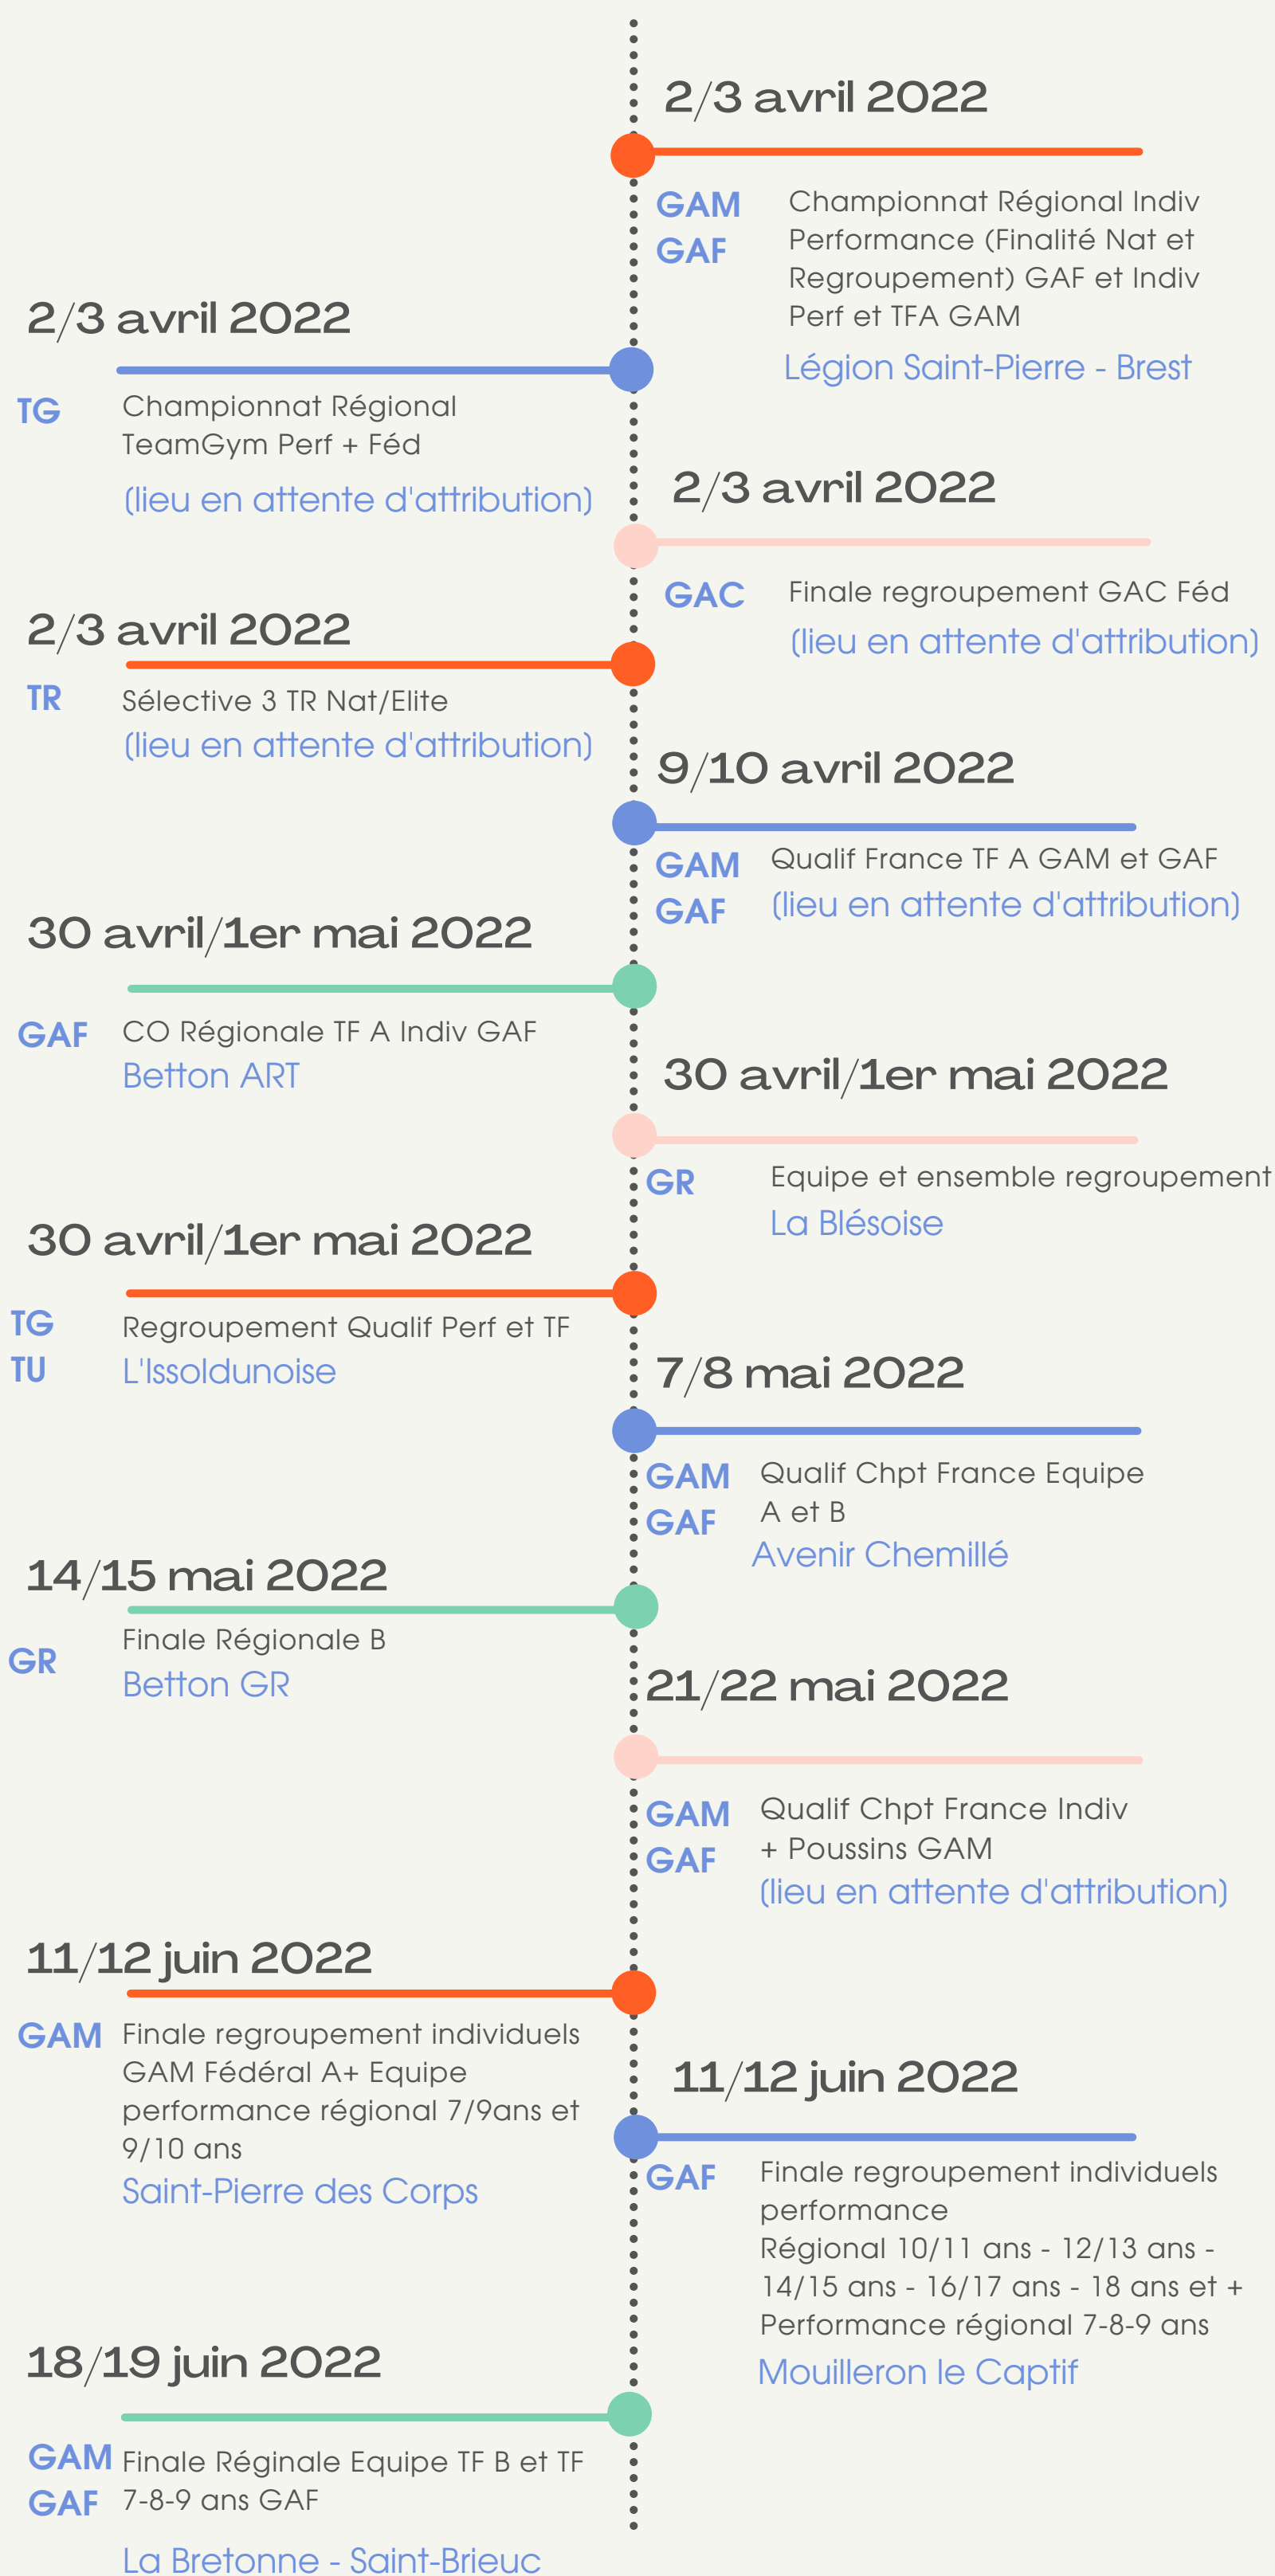 2/3 avril 2022
GAM
GAF
Championnat Régional Indiv
Performance (Finalité Nat et
Regroupement) GAF et Indiv
Perf et TFA GAM
Légion Saint-Pierre - Brest
2/3 avril 2022
TG
Championnat Régional
TeamGym Perf + Féd
(lieu en attente d'attribution)
2/3 avril 2022
GAC
Finale regroupement GAC Féd
(lieu en attente d'attribution)
2/3 avril 2022
TR
Sélective 3 TR Nat/Elite
(lieu en attente d'attribution)
9/10 avril 2022
GAM
GAF
Qualif France TF A GAM et GAF
(lieu en attente d'attribution)
30 avril/1er mai 2022
GAF
CO Régionale TF A Indiv GAF
Betton ART
30 avril/1er mai 2022
GR
Equipe et ensemble regroupement
La Blésoise
30 avril/1er mai 2022
TG
TU
Regroupement Qualif Perf et TF
L'Issoldunoise
7/8 mai 2022
GAM
GAF
Qualif Chpt France Equipe
A et B
Avenir Chemillé
14/15 mai 2022
GR
Finale Régionale B
Betton GR
21/22 mai 2022
GAM
GAF
Qualif Chpt France Indiv
+ Poussins GAM
(lieu en attente d'attribution)
11/12 juin 2022
GAM
Finale regroupement individuels
GAM Fédéral A+ Equipe
performance régional 7/9ans et
9/10 ans
Saint-Pierre des Corps
11/12 juin 2022
GAF
Finale regroupement individuels
performance
Régional 10/11 ans - 12/13 ans -
14/15 ans - 16/17 ans - 18 ans et +
Performance régional 7-8-9 ans
Mouilleron le Captif
18/19 juin 2022
GAM
GAF
Finale Réginale Equipe TF B et TF
7-8-9 ans GAF
La Bretonne - Saint-Brieuc